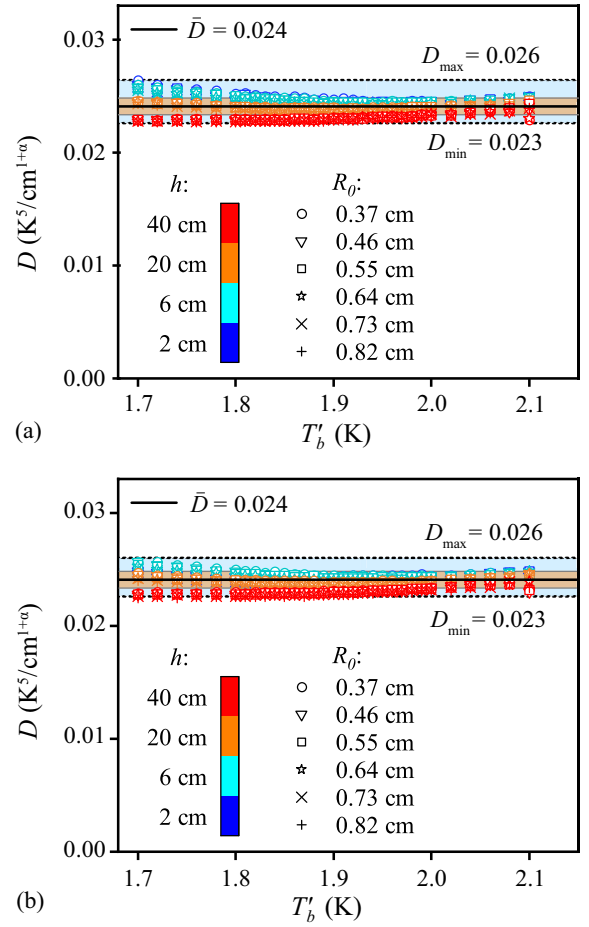 0.03
D̄ = 0.024
D_max = 0.026
0.02
D_min = 0.023
h:
R_0:
40 cm
0.37 cm
0.46 cm
20 cm
0.55 cm
0.01
6 cm
0.64 cm
0.73 cm
2 cm
0.82 cm
0.00
D (K^5/cm^{1+α})
1.7 1.8 1.9 2.0 2.1
(a)
T'_b (K)
0.03
D̄ = 0.024
D_max = 0.026
0.02
D_min = 0.023
h:
R_0:
40 cm
0.37 cm
0.46 cm
20 cm
0.55 cm
0.01
6 cm
0.64 cm
0.73 cm
2 cm
0.82 cm
0.00
D (K^5/cm^{1+α})
1.7 1.8 1.9 2.0 2.1
(b)
T'_b (K)